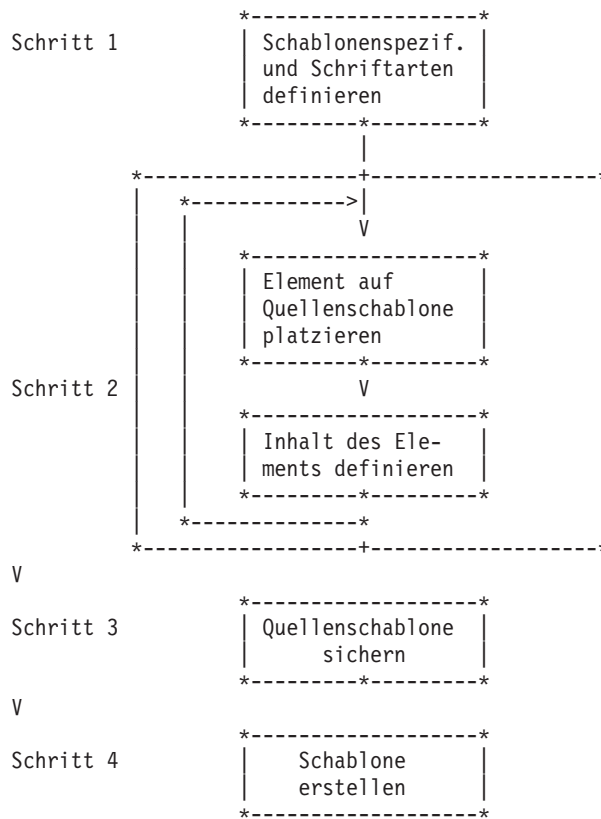 Schritt 1
Schablonenspezif.
und Schriftarten
definieren
V
Element auf
Quellenschablone
platzieren
Schritt 2
V
Inhalt des Ele-
ments definieren
V
Schritt 3
Quellenschablone
sichern
V
Schritt 4
Schablone
erstellen